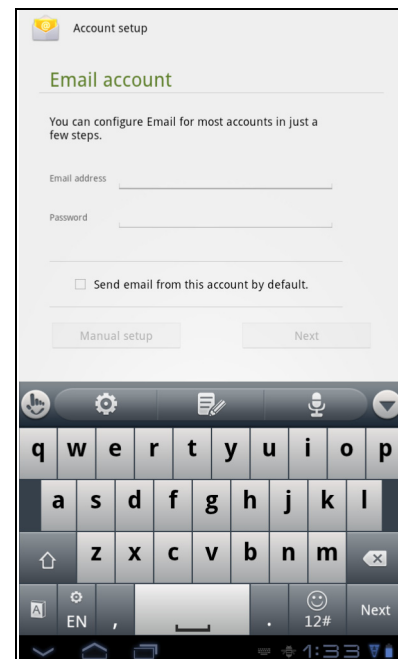 Account setup
Email account
You can configure Email for most accounts in just a
few steps.
Email address
Password
Send email from this account by default.
Manual setup
Next
q w e r t y u i o p
a s d f g h j k l
z x c v b n m
A
EN , . 12# Next
1:33